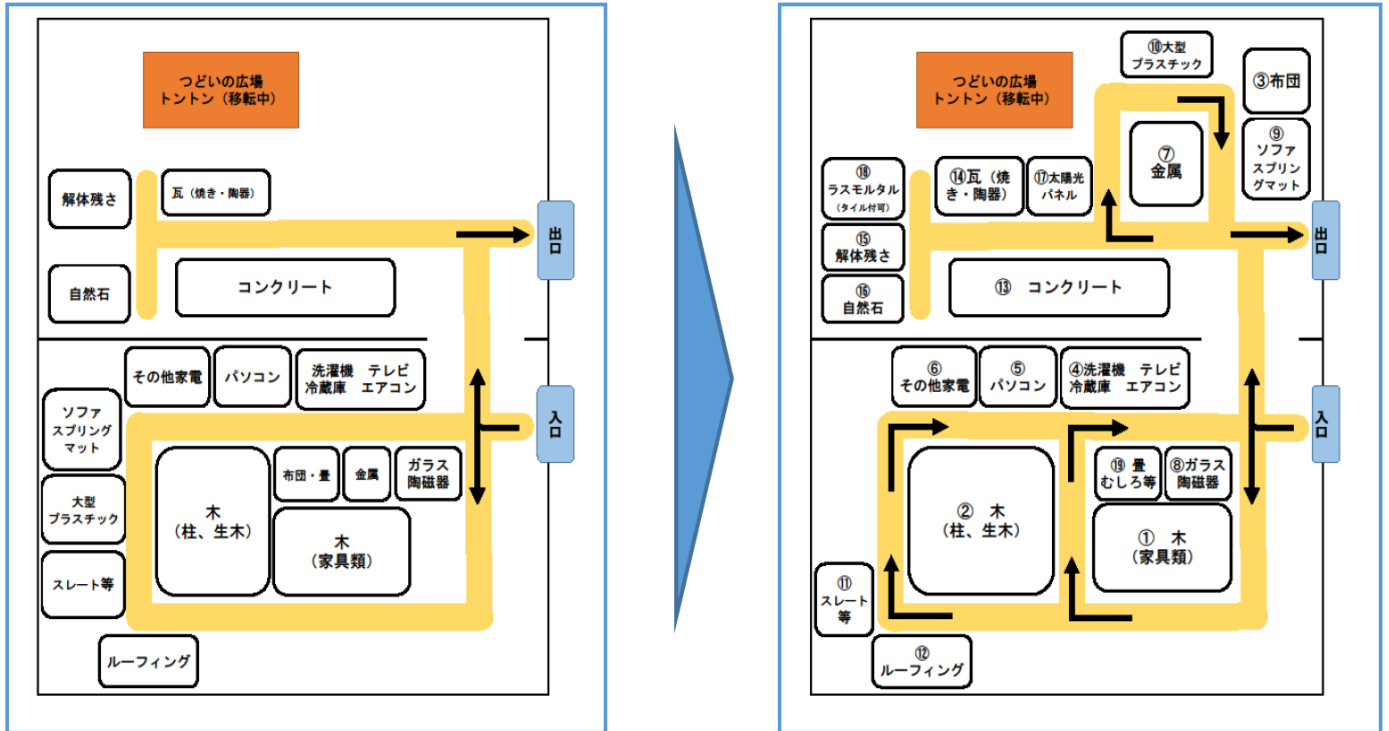 つどいの広場
トントン（移転中）
解体残さ
瓦（焼き・陶器）
出口
自然石
コンクリート
その他家電
パソコン
洗濯機　テレビ
冷蔵庫　エアコン
入口
ソファ
スプリング
マット
大型
プラスチック
スレート等
木
（柱、生木）
布団・畳
金属
ガラス
陶磁器
木
（家具類）
ルーフィング
つどいの広場
トントン（移転中）
⑩大型
プラスチック
③布団
⑨
ソファ
スプリン
グマット
⑦
金属
⑱
ラスモルタル
（タイル付可）
⑭瓦（焼
き・陶器）
⑰太陽光
パネル
⑮
解体残さ
⑯
自然石
⑬　コンクリート
出口
⑥
その他家電
⑤
パソコン
④洗濯機　テレビ
冷蔵庫　エアコン
入口
②　木
（柱、生木）
⑲ 畳
むしろ等
⑧ガラス
陶磁器
①　木
（家具類）
⑪
スレート
等
⑫
ルーフィング